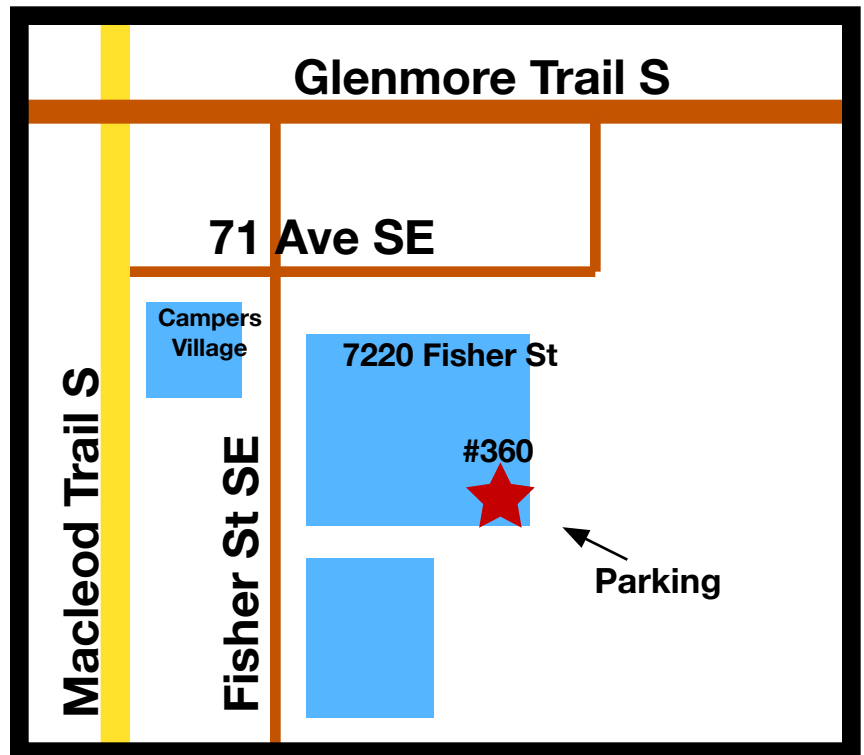 Glenmore Trail S
71 Ave SE
Campers
Village
7220 Fisher St
#360
Macleod Trail S
Fisher St SE
Parking